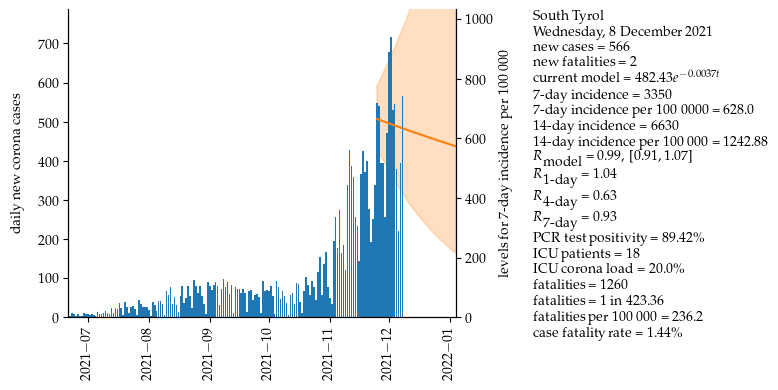 South Tyrol
Wednesday, 8 December 2021
new cases = 566
new fatalities = 2
current model = 482.43e^{-0.0037t}
7-day incidence = 3350
7-day incidence per 100 0000 = 628.0
14-day incidence = 6630
14-day incidence per 100 000 = 1242.88
R_model = 0.99, [0.91, 1.07]
R_1-day = 1.04
R_4-day = 0.63
R_7-day = 0.93
PCR test positivity = 89.42%
ICU patients = 18
ICU corona load = 20.0%
fatalities = 1260
fatalities = 1 in 423.36
fatalities per 100 000 = 236.2
case fatality rate = 1.44%
daily new corona cases
700
600
500
400
300
200
100
0
levels for 7-day incidence per 100 000
1000
800
600
400
200
0
2021−07
2021−08
2021−09
2021−10
2021−11
2021−12
2022−01